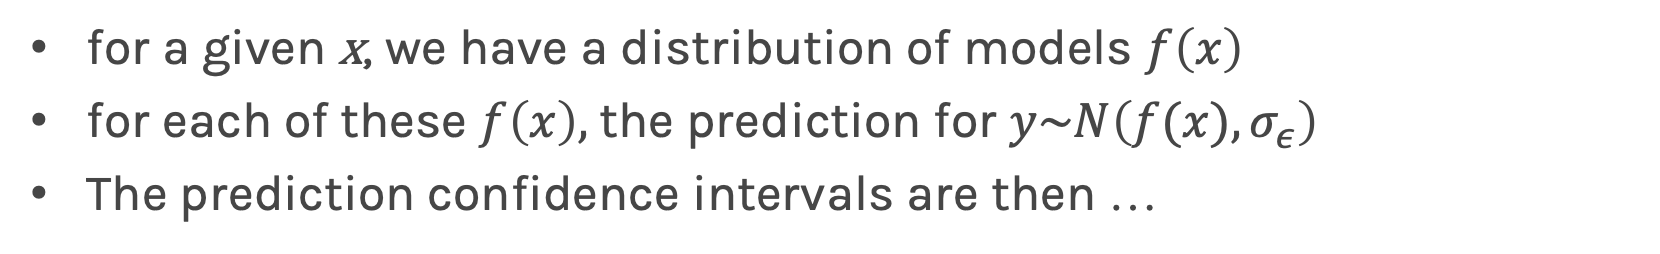 • for a given x, we have a distribution of models f(x)
• for each of these f(x), the prediction for y~N(f(x), σϵ)
• The prediction confidence intervals are then …